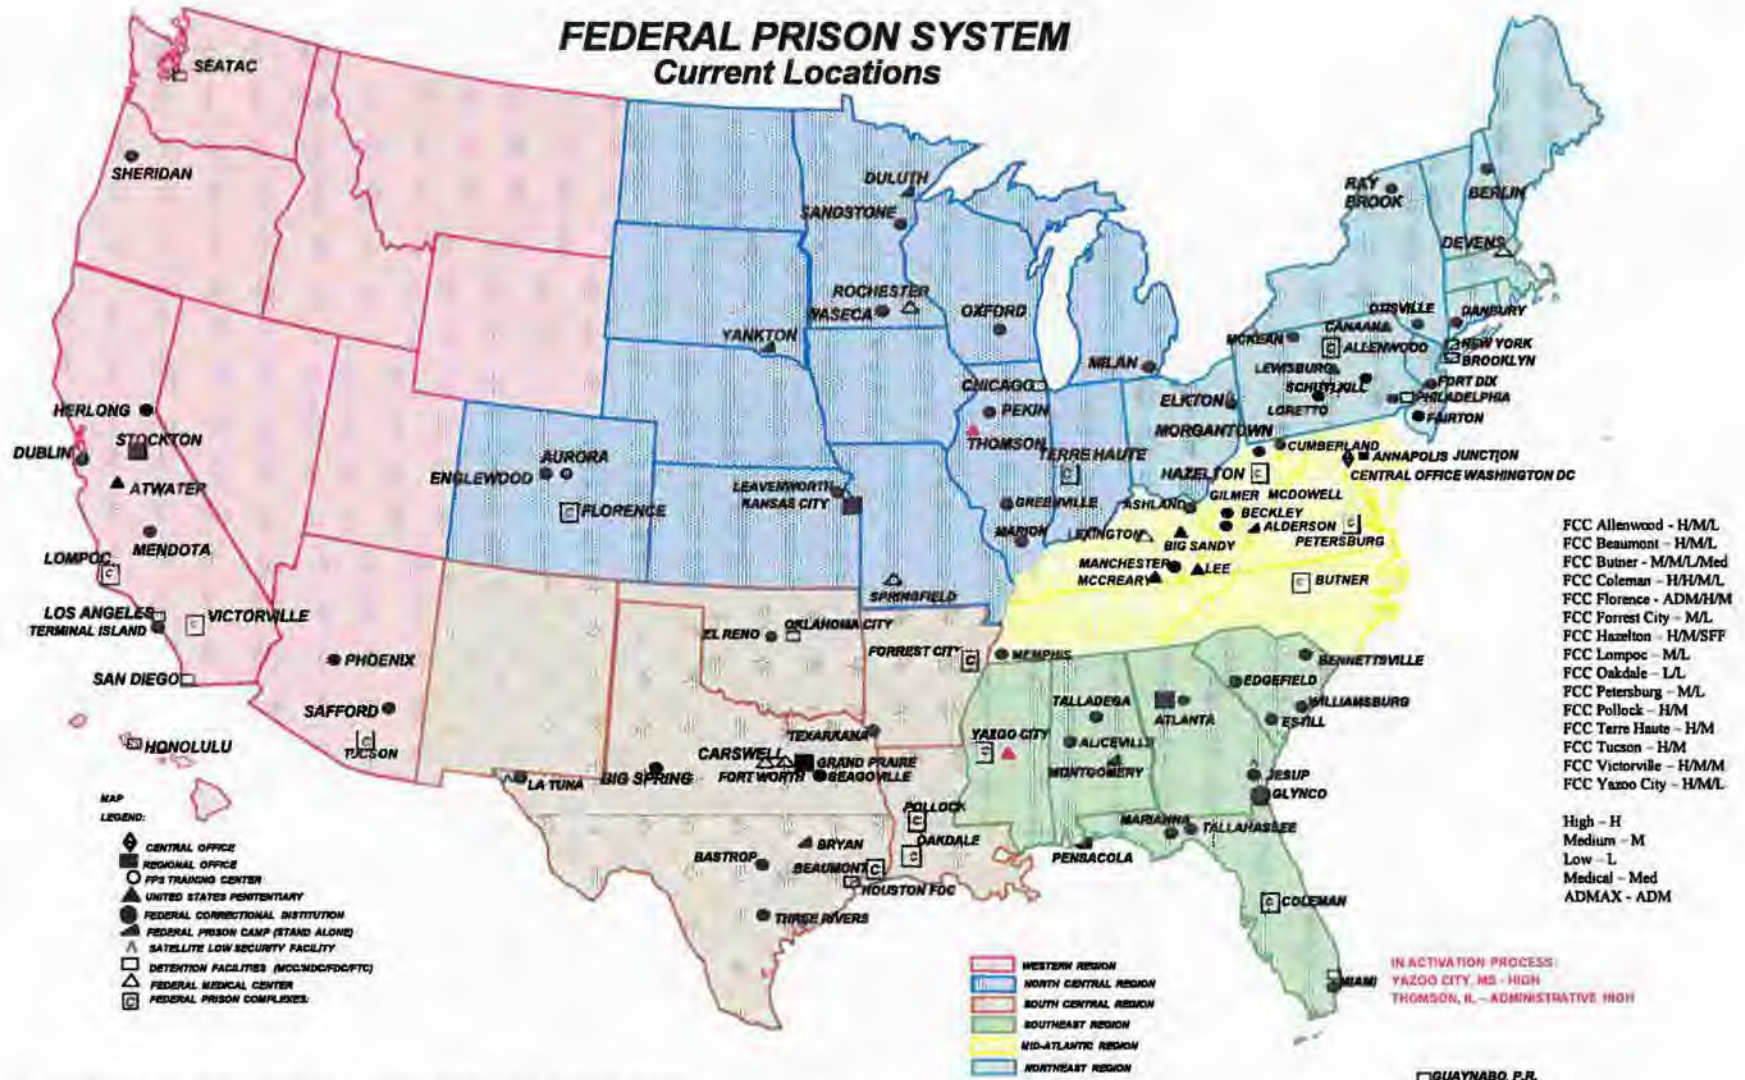 FEDERAL PRISON SYSTEM
Current Locations
SEATAC
SHERIDAN
DULUTH
SANDSTONE
RAY
BROOK
BERLIN
DEVENS
ROCHESTER
WASECA
OXFORD
YANKTON
OTISVILLE
DANBURY
MCKEAN
CANAAN
ALLENWOOD
NEW YORK
BROOKLYN
MILAN
LEWISBURG
SCHUYLKILL
CHICAGO
FORT DIX
PHILADELPHIA
HERLONG
PEKIN
ELKTON
LORETTO
FAIRTON
STOCKTON
THOMSON
MORGANTOWN
CUMBERLAND
DUBLIN
AURORA
TERRE HAUTE
ANNAPOLIS JUNCTION
ENGLEWOOD
HAZELTON
CENTRAL OFFICE WASHINGTON DC
ATWATER
LEAVENWORTH
KANSAS CITY
GREENVILLE
ASHLAND
GILMER MCDOWELL
FLORENCE
BECKLEY
ALDERSON
MARION
LEXINGTON
BIG SANDY
PETERSBURG
MENDOTA
LOMPOC
MANCHESTER
LEE
MCCREARY
BUTNER
SPRINGFIELD
LOS ANGELES
VICTORVILLE
TERMINAL ISLAND
EL RENO
OKLAHOMA CITY
FORREST CITY
MEMPHIS
PHOENIX
BENNETTSVILLE
SAN DIEGO
EDGEFIELD
SAFFORD
TALLADEGA
WILLIAMSBURG
ATLANTA
ESTILL
HONOLULU
TUCSON
TEXARKANA
YAZOO CITY
ALICEVILLE
CARSWELL
GRAND PRAIRE
MONTGOMERY
LA TUNA
BIG SPRING
FORT WORTH
SEAGOVILLE
JESUP
GLYNCO
POLLOCK
MARIANNA
TALLAHASSEE
OAKDALE
BRYAN
PENSACOLA
BASTROP
BEAUMONT
HOUSTON FDC
COLEMAN
THREE RIVERS
MIAMI
MAP
LEGEND:
CENTRAL OFFICE
REGIONAL OFFICE
FPS TRAINING CENTER
UNITED STATES PENITENTIARY
FEDERAL CORRECTIONAL INSTITUTION
FEDERAL PRISON CAMP (STAND ALONE)
SATELLITE LOW SECURITY FACILITY
DETENTION FACILITIES (MCC/MDC/FDC/FTC)
FEDERAL MEDICAL CENTER
C FEDERAL PRISON COMPLEXES:
WESTERN REGION
NORTH CENTRAL REGION
SOUTH CENTRAL REGION
SOUTHEAST REGION
MID-ATLANTIC REGION
NORTHEAST REGION
FCC Allenwood - H/M/L
FCC Beaumont – H/M/L
FCC Butner - M/M/L/Med
FCC Coleman – H/H/M/L
FCC Florence - ADM/H/M
FCC Forrest City – M/L
FCC Hazelton – H/M/SFF
FCC Lompoc – M/L
FCC Oakdale – L/L
FCC Petersburg – M/L
FCC Pollock – H/M
FCC Terre Haute – H/M
FCC Tucson – H/M
FCC Victorville – H/M/M
FCC Yazoo City – H/M/L
High – H
Medium – M
Low – L
Medical – Med
ADMAX - ADM
IN ACTIVATION PROCESS:
YAZOO CITY, MS - HIGH
THOMSON, IL – ADMINISTRATIVE HIGH
GUAYNABO, P.R.